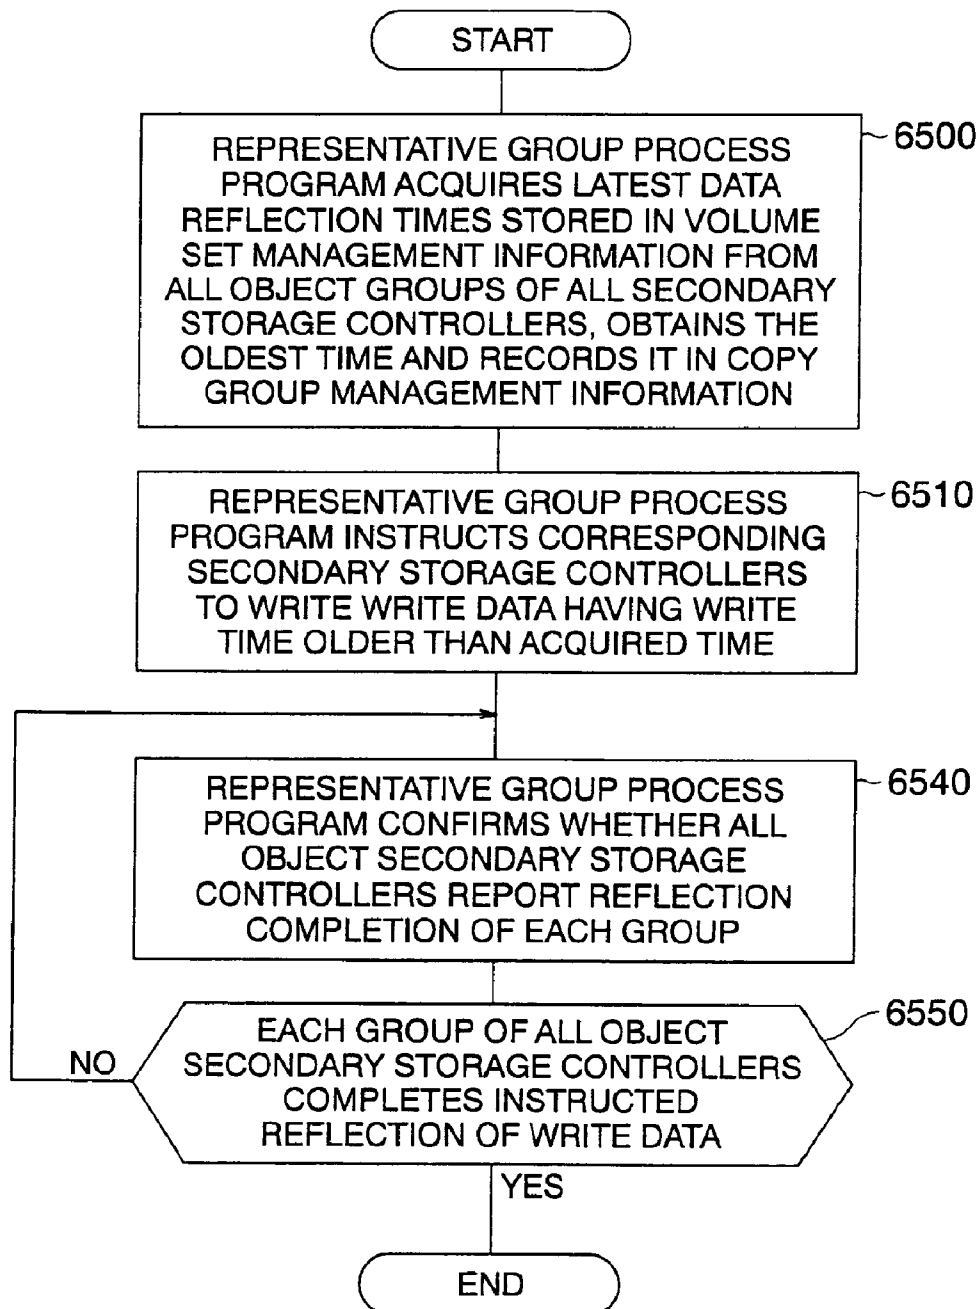 START
REPRESENTATIVE GROUP PROCESS
PROGRAM ACQUIRES LATEST DATA
REFLECTION TIMES STORED IN VOLUME
SET MANAGEMENT INFORMATION FROM
ALL OBJECT GROUPS OF ALL SECONDARY
STORAGE CONTROLLERS, OBTAINS THE
OLDEST TIME AND RECORDS IT IN COPY
GROUP MANAGEMENT INFORMATION
6500
REPRESENTATIVE GROUP PROCESS
PROGRAM INSTRUCTS CORRESPONDING
SECONDARY STORAGE CONTROLLERS
TO WRITE WRITE DATA HAVING WRITE
TIME OLDER THAN ACQUIRED TIME
6510
REPRESENTATIVE GROUP PROCESS
PROGRAM CONFIRMS WHETHER ALL
OBJECT SECONDARY STORAGE
CONTROLLERS REPORT REFLECTION
COMPLETION OF EACH GROUP
6540
EACH GROUP OF ALL OBJECT
SECONDARY STORAGE CONTROLLERS
COMPLETES INSTRUCTED
REFLECTION OF WRITE DATA
6550
NO
YES
END